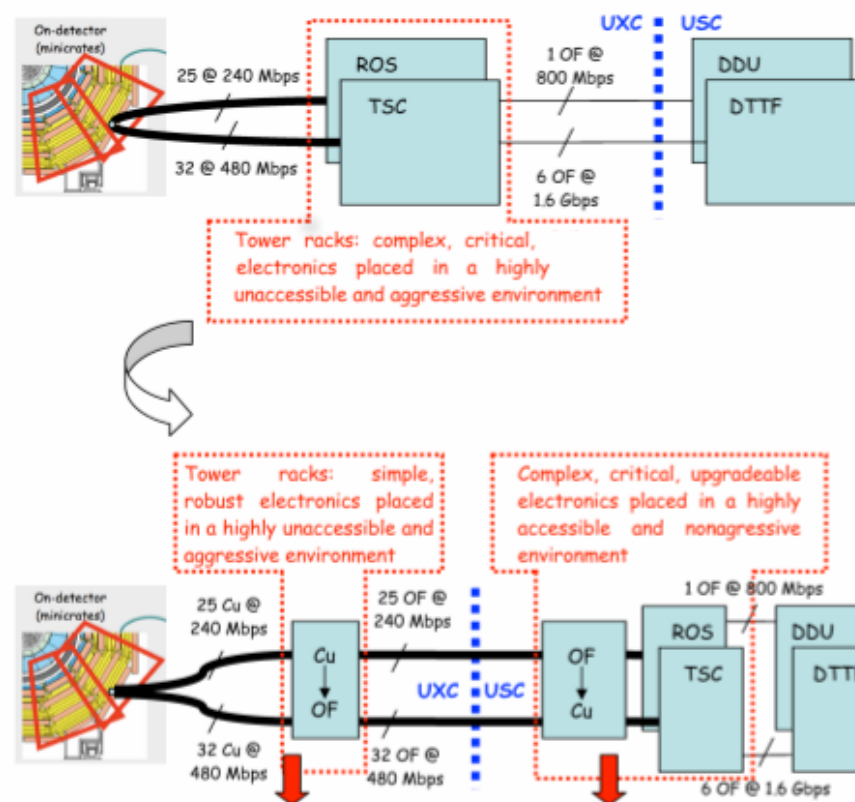 On-detector
(minicrates)
25 @ 240 Mbps
32 @ 480 Mbps
ROS
TSC
1 OF @
800 Mbps
6 OF @
1.6 Gbps
UXC
USC
DDU
DTTF
Tower racks: complex, critical,
electronics placed in a highly
unaccessible and aggressive environment
Tower racks: simple,
robust electronics placed
in a highly unaccessible and
aggressive environment
Complex, critical, upgradeable
electronics placed in a highly
accessible and nonagressive
environment
On-detector
(minicrates)
25 Cu @
240 Mbps
32 Cu @
480 Mbps
Cu
OF
25 OF @
240 Mbps
32 OF @
480 Mbps
UXC
USC
OF
Cu
ROS
TSC
1 OF @ 800 Mbps
6 OF @ 1.6 Gbps
DDU
DTTF